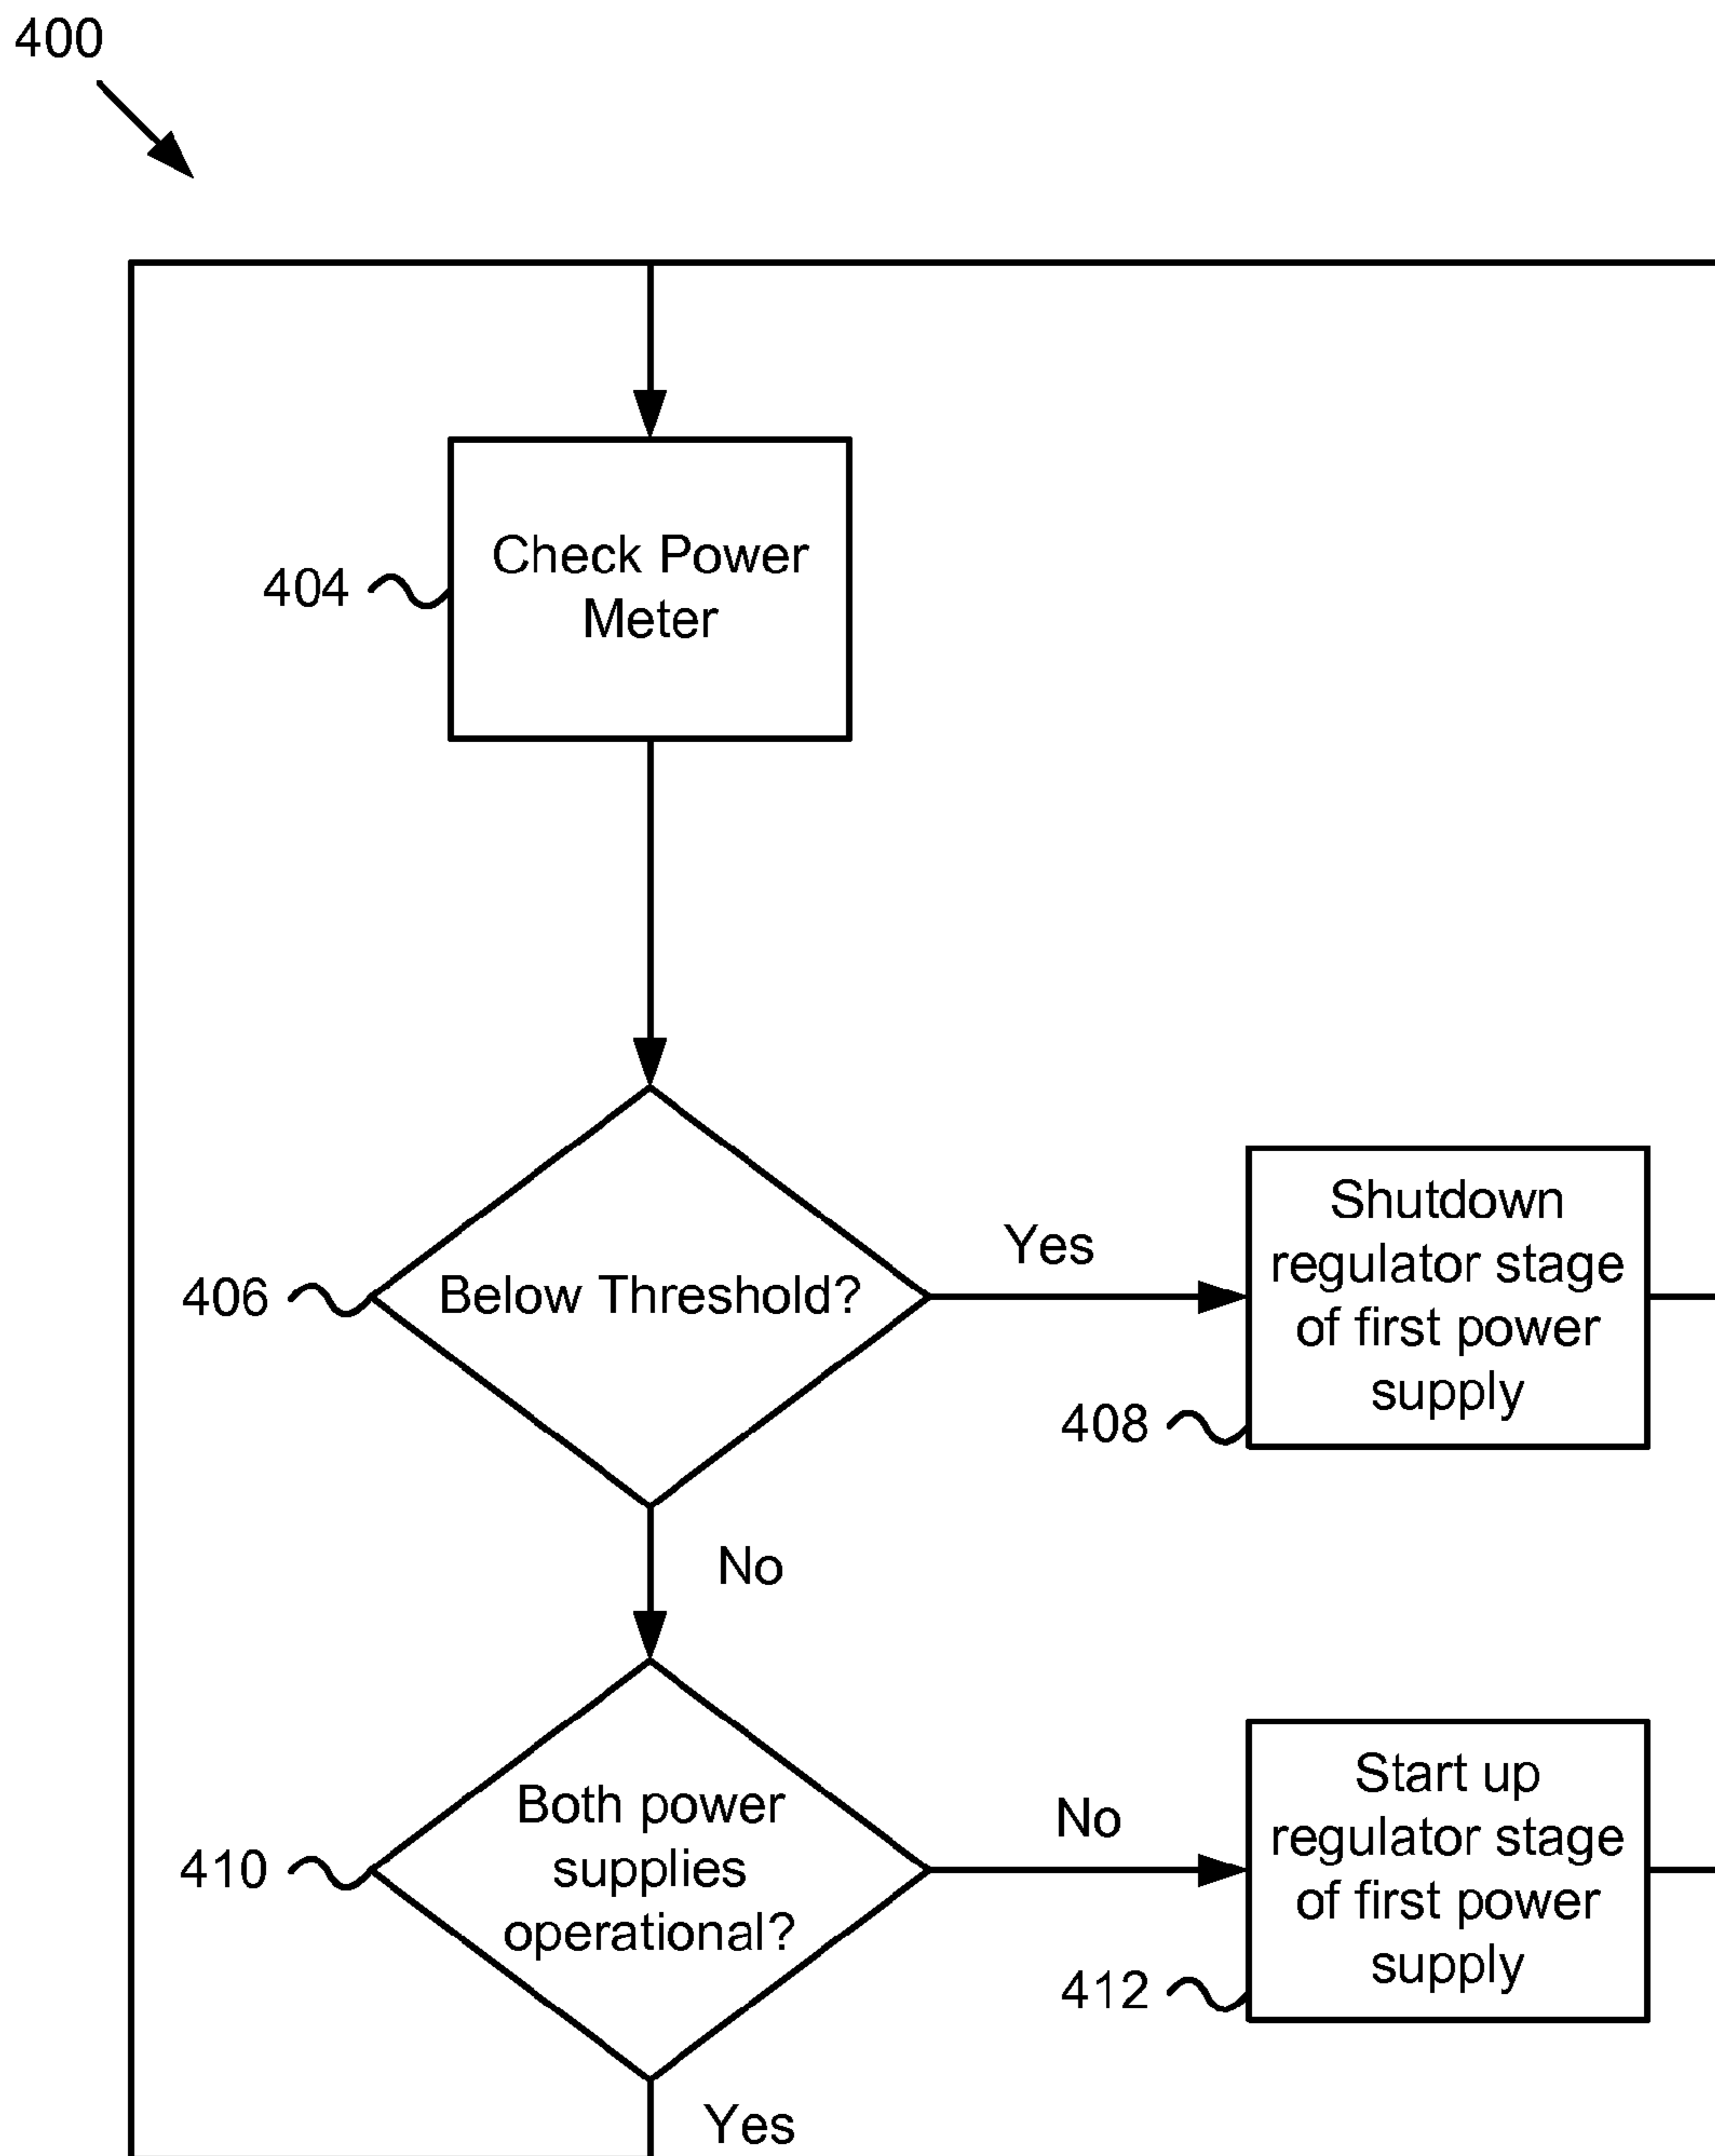 400
404
Check Power
Meter
406
Below Threshold?
Yes
Shutdown
regulator stage
of first power
supply
408
No
410
Both power
supplies
operational?
No
Start up
regulator stage
of first power
supply
412
Yes